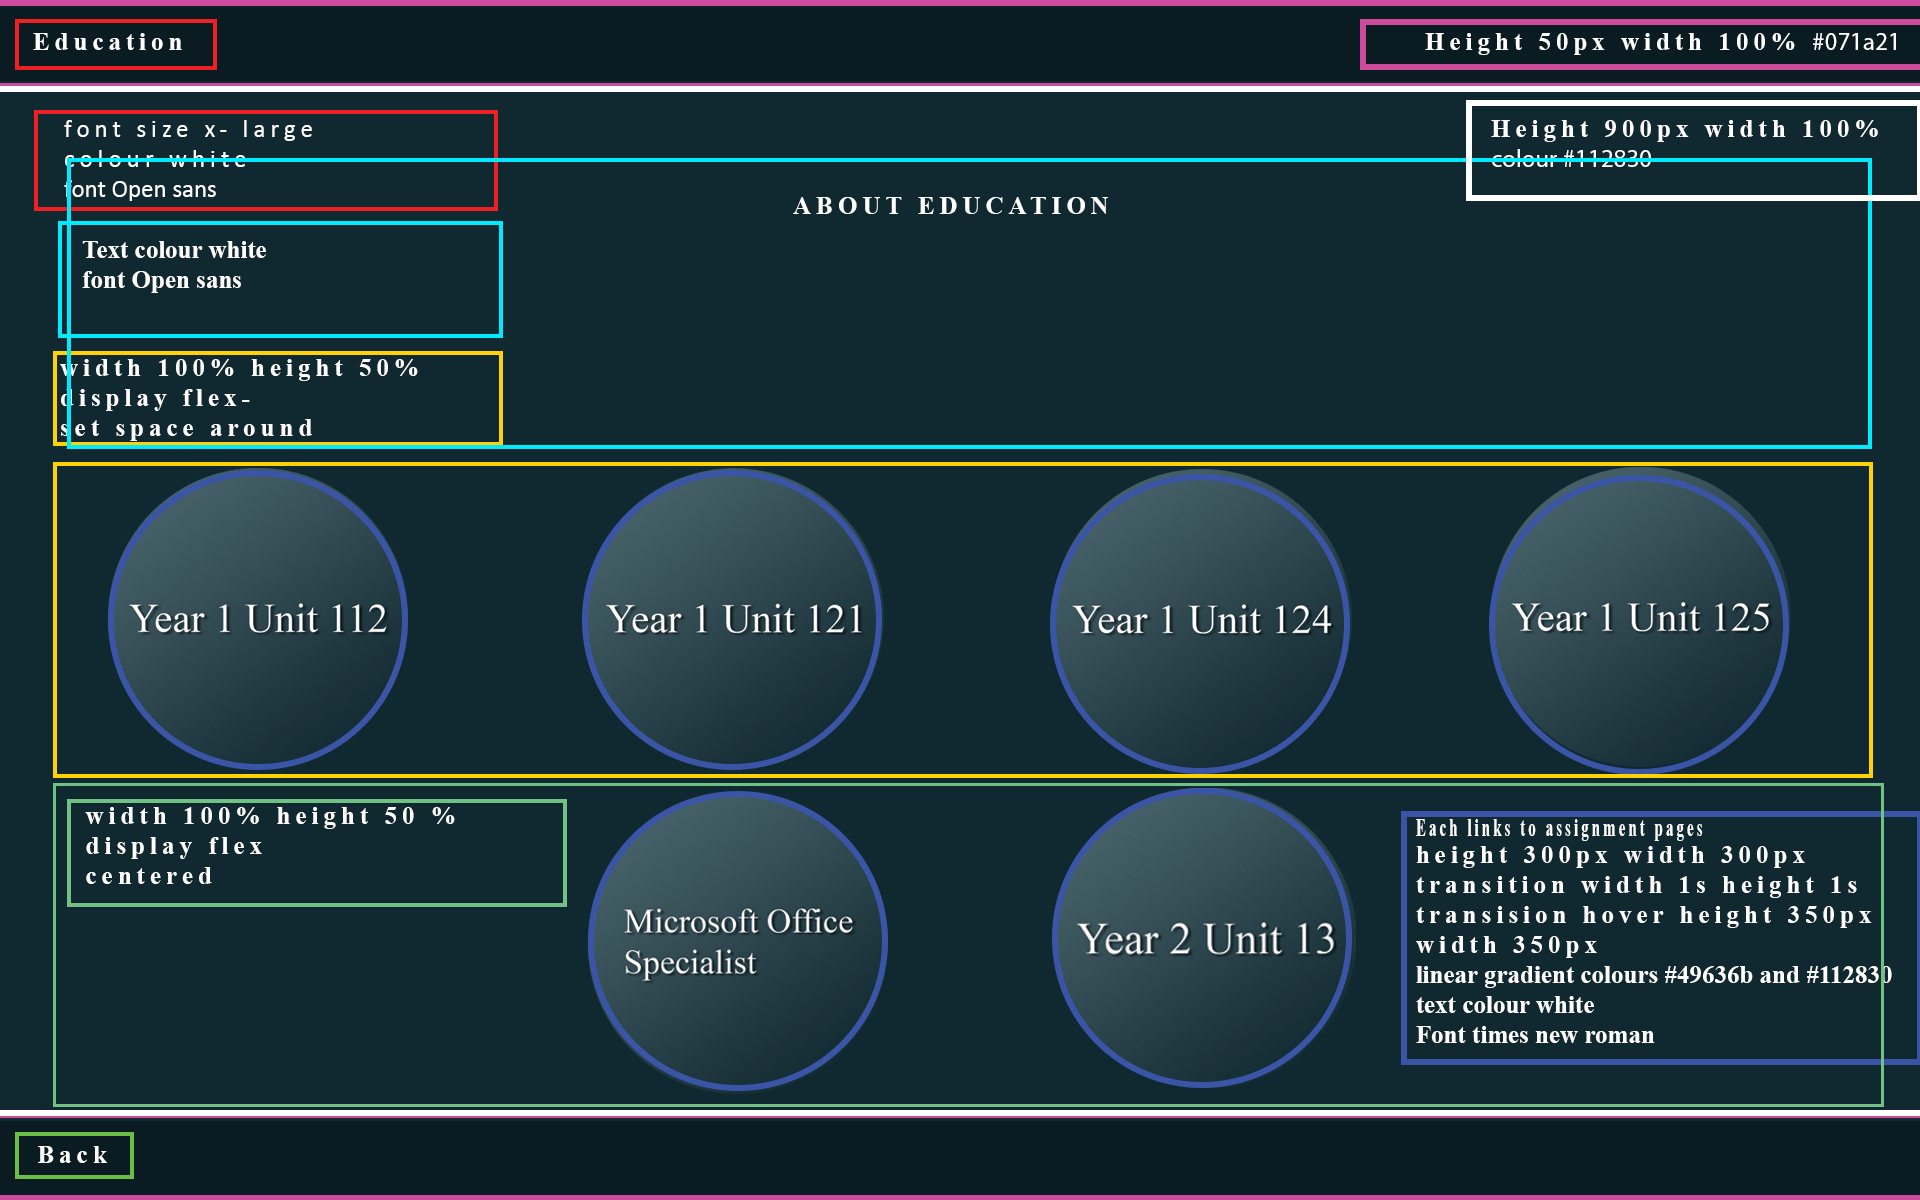 Education
Height 50px width 100% #071a21
font size x- large
colour white
font Open sans
Height 900px width 100%
colour #112830
ABOUT EDUCATION
Text colour white
font Open sans
width 100% height 50%
display flex-
set space around
Year 1 Unit 112
Year 1 Unit 121
Year 1 Unit 124
Year 1 Unit 125
width 100% height 50 %
display flex
centered
Microsoft Office
Specialist
Year 2 Unit 13
Each links to assignment pages
height 300px width 300px
transition width 1s height 1s
transision hover height 350px
width 350px
linear gradient colours #49636b and #112830
text colour white
Font times new roman
Back